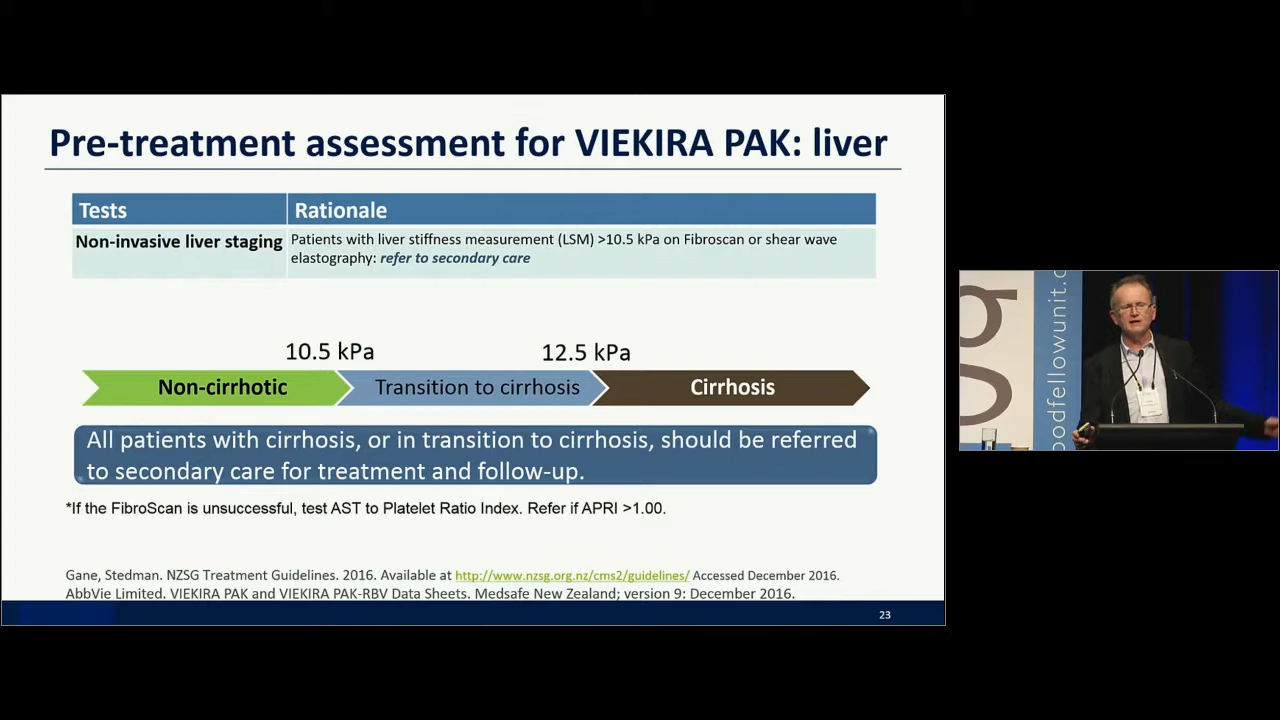 Pre-treatment assessment for VIEKIRA PAK: liver
Tests
Rationale
Non-invasive liver staging
Patients with liver stiffness measurement (LSM) >10.5 kPa on Fibroscan or shear wave
elastography: refer to secondary care
10.5 kPa
12.5 kPa
Non-cirrhotic
Transition to cirrhosis
Cirrhosis
All patients with cirrhosis, or in transition to cirrhosis, should be referred
to secondary care for treatment and follow-up.
*If the FibroScan is unsuccessful, test AST to Platelet Ratio Index. Refer if APRI >1.00.
Gane, Stedman. NZSG Treatment Guidelines. 2016. Available at http://www.nzsg.org.nz/cms2/guidelines/ Accessed December 2016.
AbbVie Limited. VIEKIRA PAK and VIEKIRA PAK-RBV Data Sheets. Medsafe New Zealand; version 9: December 2016.
23
g
oodfellowunit.c